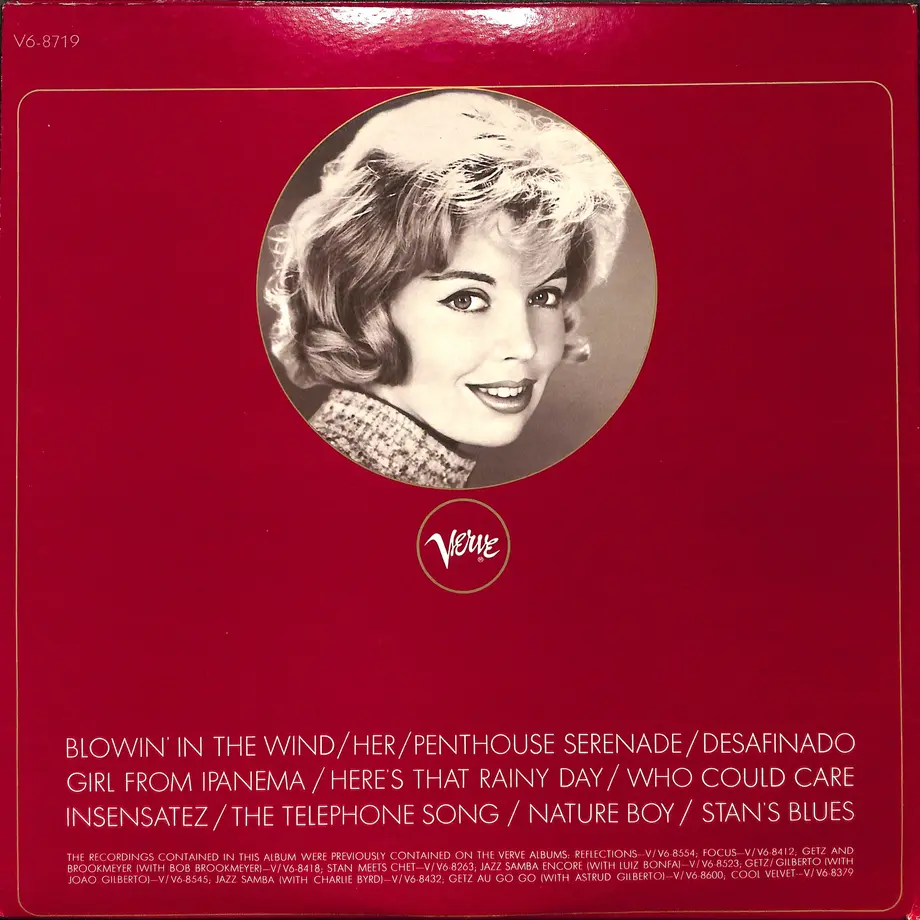 V6-8719
Verve
®
BLOWIN' IN THE WIND/HER/PENTHOUSE SERENADE/DESAFINADO
GIRL FROM IPANEMA / HERE'S THAT RAINY DAY/ WHO COULD CARE
INSENSATEZ / THE TELEPHONE SONG / NATURE BOY / STAN'S BLUES
THE RECORDINGS CONTAINED IN THIS ALBUM WERE PREVIOUSLY CONTAINED ON THE VERVE ALBUMS: REFLECTIONS—V/V6-8554; FOCUS—V/V6-8412, GETZ AND
BROOKMEYER (WITH BOB BROOKMEYER)—V/V6-8418; STAN MEETS CHET—V/V6-8263, JAZZ SAMBA ENCORE (WITH LUIZ BONFA)—V/V6-8523; GETZ/GILBERTO (WITH
JOAO GILBERTO)—V/V6-8545; JAZZ SAMBA (WITH CHARLIE BYRD)—V/V6-8432; GETZ AU GO GO (WITH ASTRUD GILBERTO)—V/V6-8600; COOL VELVET—V/V6-8379